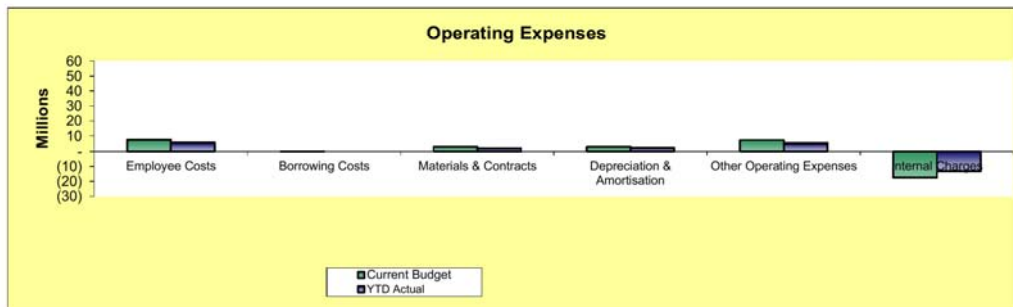 Operating Expenses
Millions
60
50
40
30
20
10
-
(10)
(20)
(30)
Employee Costs
Borrowing Costs
Materials & Contracts
Depreciation &
Amortisation
Other Operating Expenses
Internal Charges
Current Budget
YTD Actual